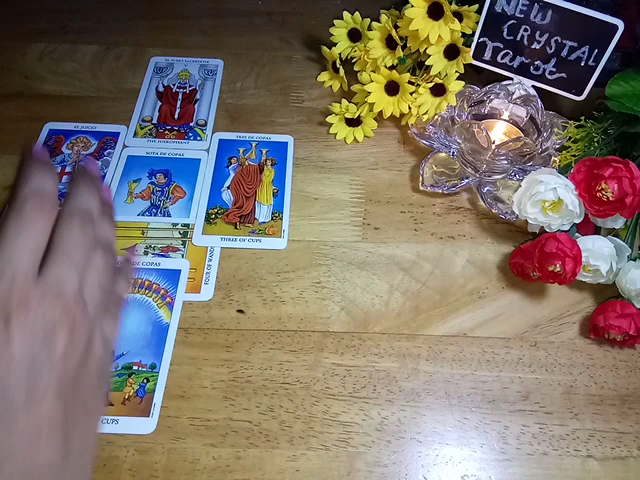 NEW
CRYSTAL
Tarot
EL SUMO SACERDOTE
V
THE HIEROPHANT
EL JUICIO
SOTA DE COPAS
TRES DE COPAS
THREE OF CUPS
FOUR OF WANDS
DE COPAS
CUPS